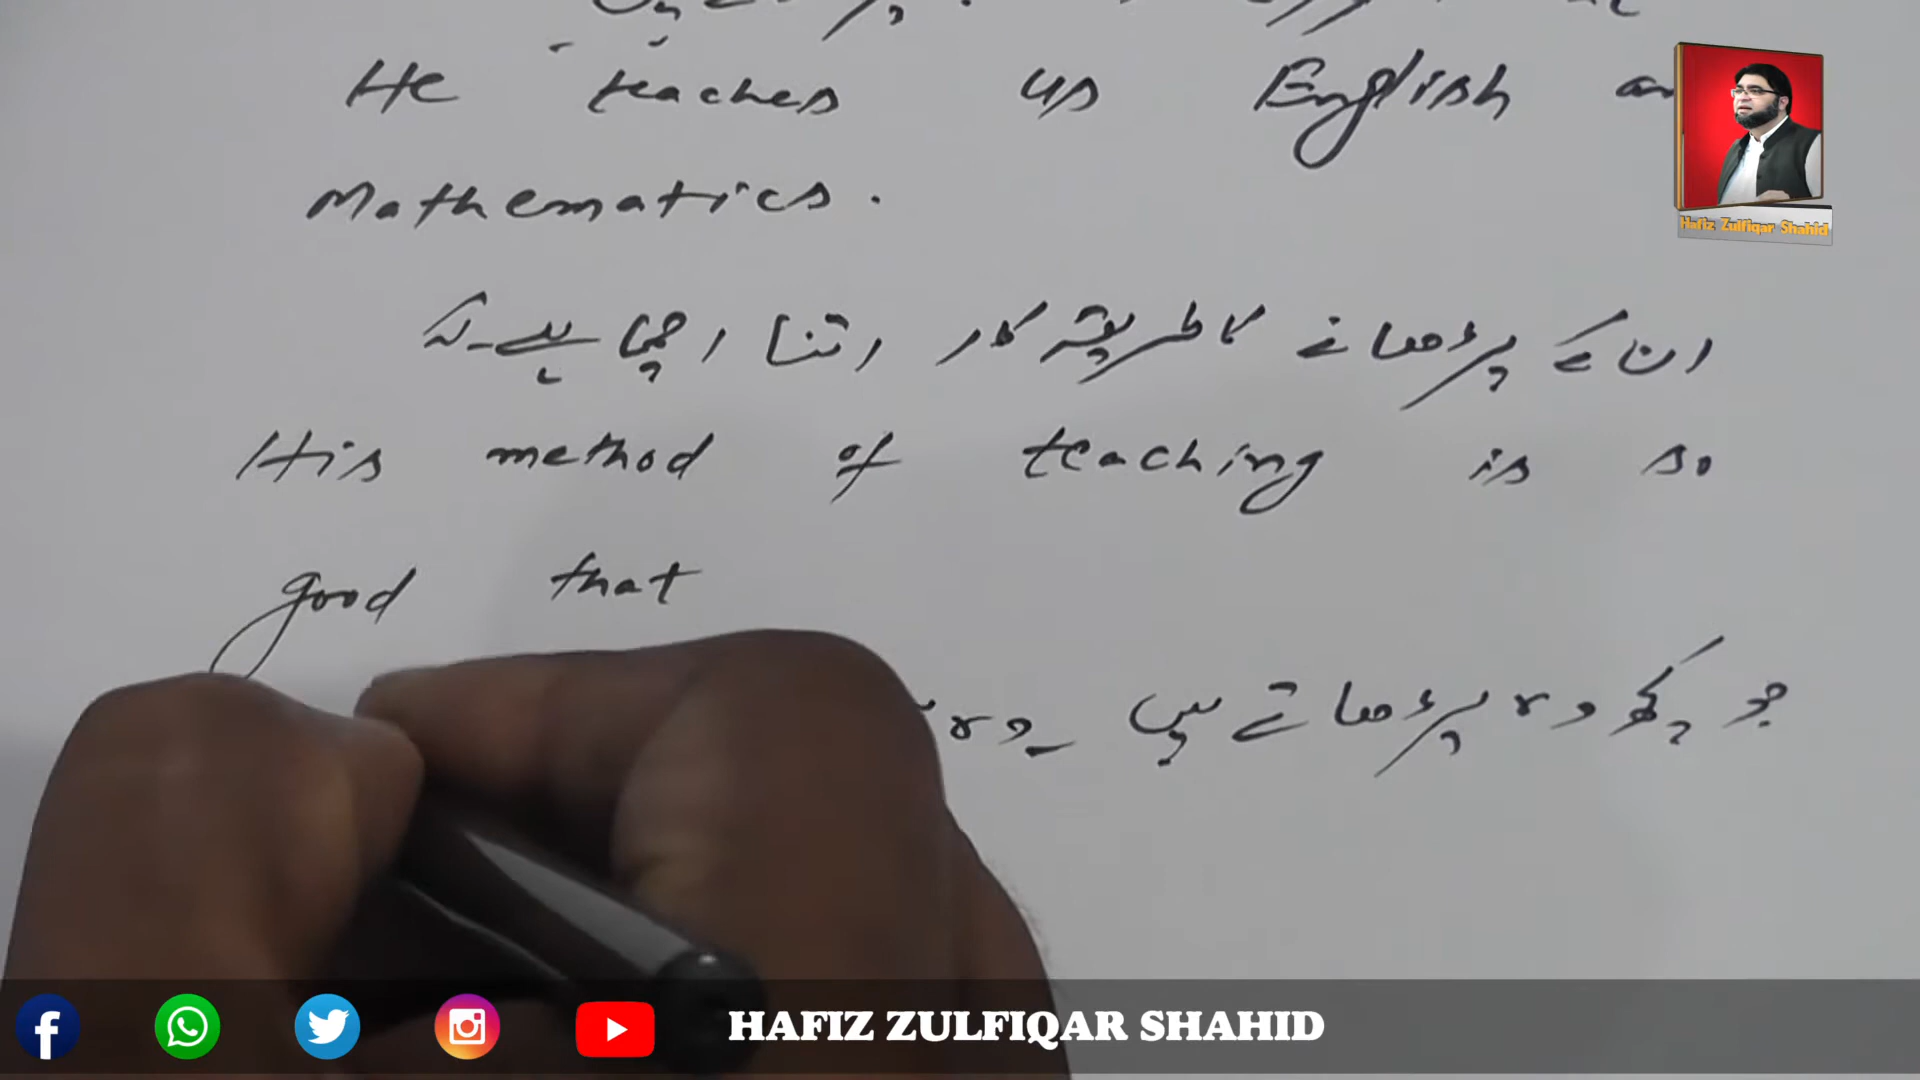 He teaches us English an
Mathematics.
Hafiz Zulfiqar Shahid
ان کے پڑھانے کا طریقہ کار اتنا اچھا ہے۔ کہ
His method of teaching is so
good that
جو کچھ وہ پڑھاتے ہیں ۔ وہ
HAFIZ ZULFIQAR SHAHID